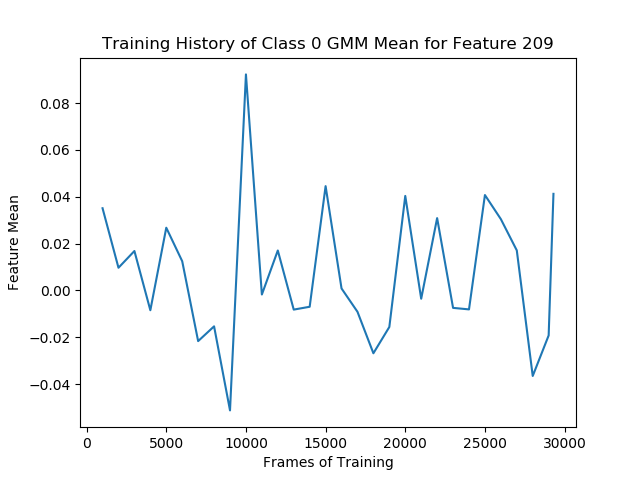 Training History of Class 0 GMM Mean for Feature 209
0.08
0.06
0.04
0.02
0.00
−0.02
−0.04
Feature Mean
0 5000 10000 15000 20000 25000 30000
Frames of Training